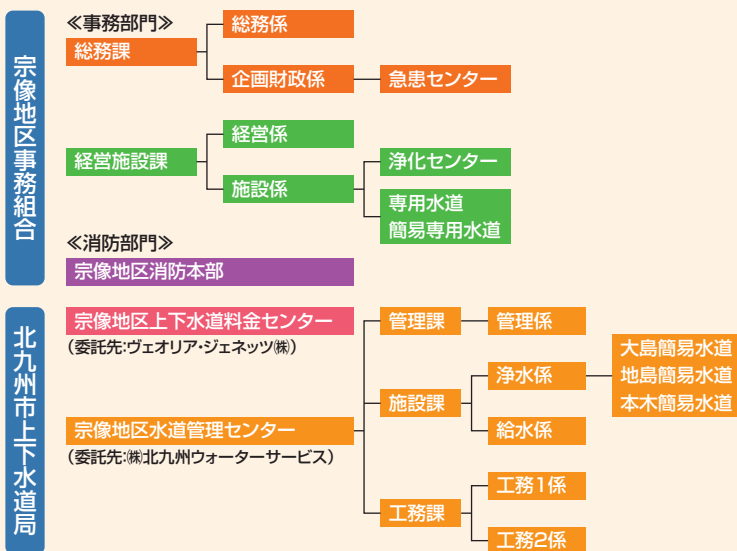 宗像地区事務組合
≪事務部門≫
総務課
総務係
企画財政係
急患センター
経営施設課
経営係
施設係
浄化センター
専用水道
簡易専用水道
≪消防部門≫
宗像地区消防本部
北九州市上下水道局
宗像地区上下水道料金センター
（委託先:ヴェオリア・ジェネッツ㈱）
宗像地区水道管理センター
（委託先:㈱北九州ウォーターサービス）
管理課
管理係
施設課
浄水係
大島簡易水道
地島簡易水道
本木簡易水道
給水係
工務課
工務1係
工務2係